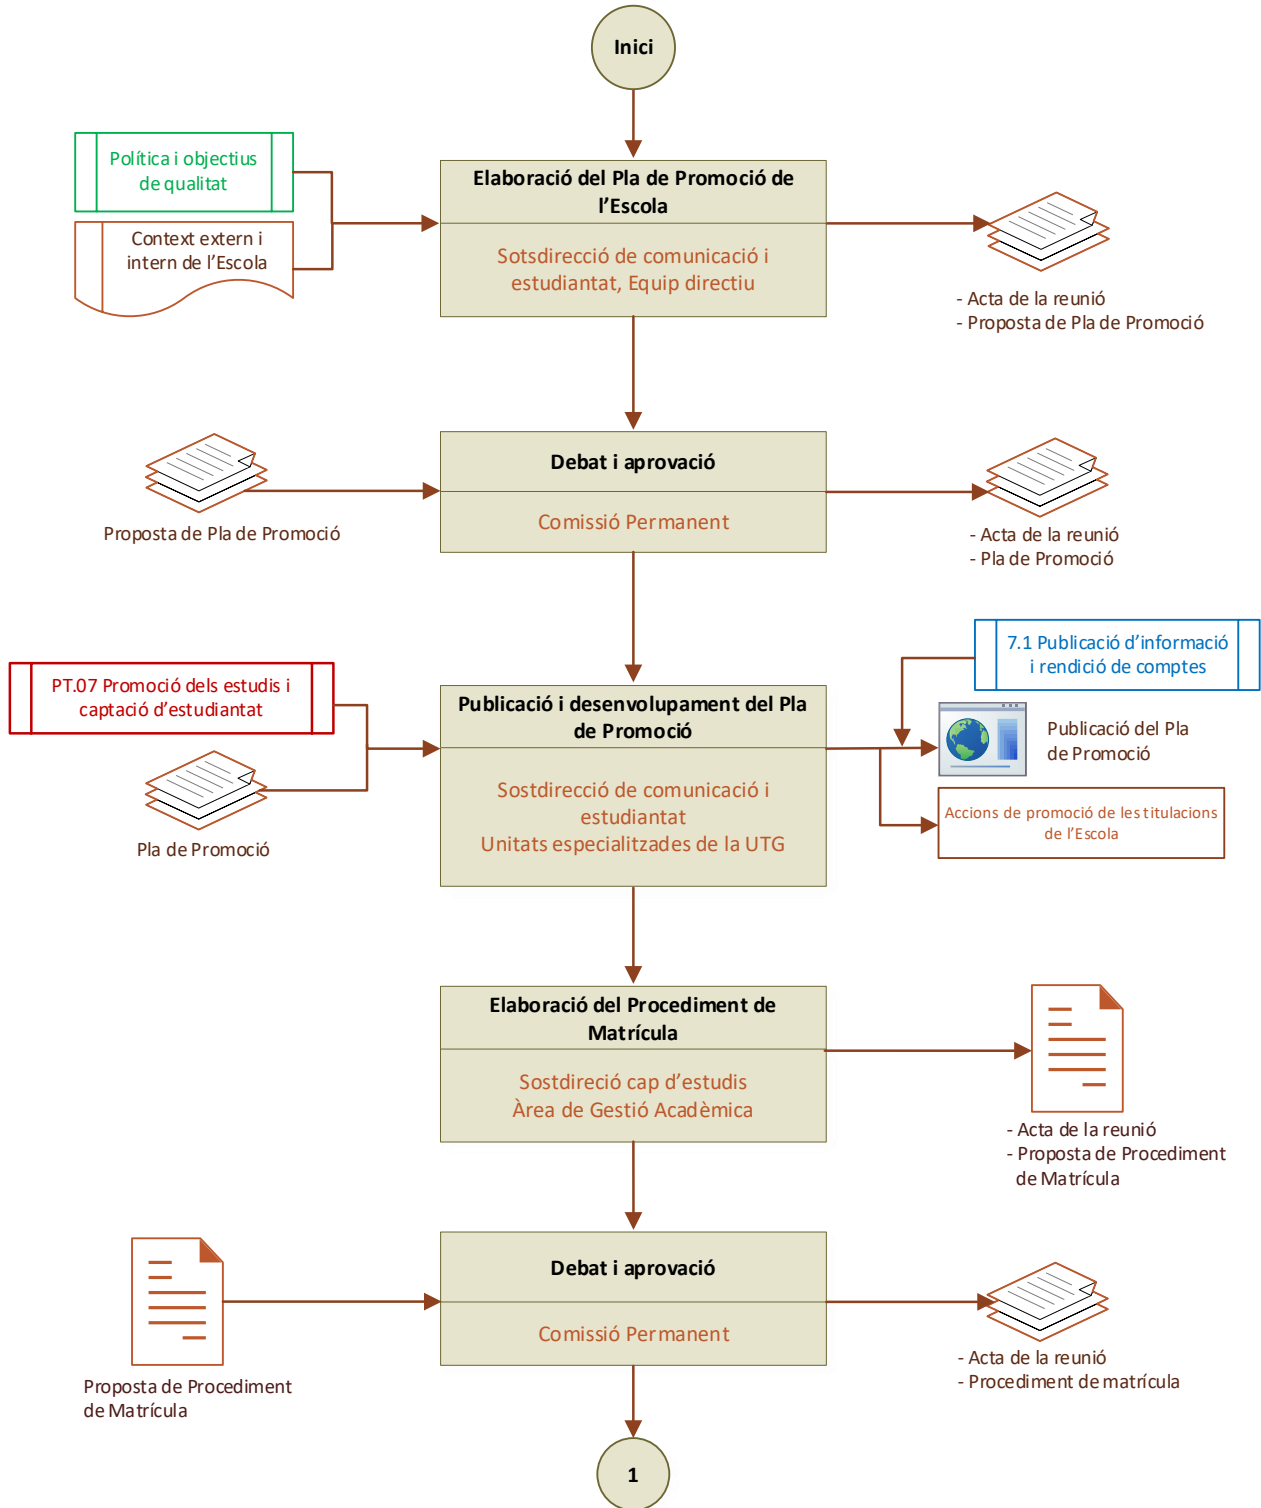 Inici
Política i objectius
de qualitat
Context extern i
intern de l’Escola
Elaboració del Pla de Promoció de
l’Escola
Sotsdirecció de comunicació i
estudiantat, Equip directiu
- Acta de la reunió
- Proposta de Pla de Promoció
Proposta de Pla de Promoció
Debat i aprovació
Comissió Permanent
- Acta de la reunió
- Pla de Promoció
PT.07 Promoció dels estudis i
captació d’estudiantat
Pla de Promoció
Publicació i desenvolupament del Pla
de Promoció
Sostdirecció de comunicació i
estudiantat
Unitats especialitzades de la UTG
7.1 Publicació d’informació
i rendició de comptes
Publicació del Pla
de Promoció
Accions de promoció de les titulacions
de l’Escola
Elaboració del Procediment de
Matrícula
Sostdireció cap d’estudis
Àrea de Gestió Acadèmica
- Acta de la reunió
- Proposta de Procediment
de Matrícula
Proposta de Procediment
de Matrícula
Debat i aprovació
Comissió Permanent
- Acta de la reunió
- Procediment de matrícula
1